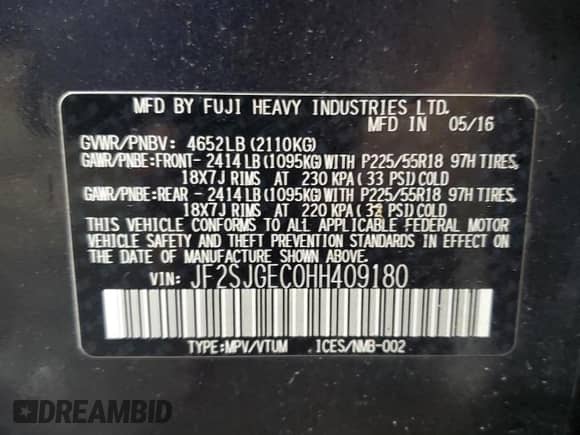 MFD BY FUJI HEAVY INDUSTRIES LTD.
MFD IN 05/16
GVWR/PNBV: 4652LB (2110KG)
GAWR/PNBE:FRONT- 2414 LB (1095KG) WITH P225/55R18 97H TIRES,
18X7J RIMS AT 230 KPA ( 33 PSI) COLD
GAWR/PNBE:REAR - 2414 LB (1095KG) WITH P225/55R18 97H TIRES,
18X7J RIMS AT 220 KPA ( 32 PSI) COLD
THIS VEHICLE CONFORMS TO ALL APPLICABLE FEDERAL MOTOR
VEHICLE SAFETY AND THEFT PREVENTION STANDARDS IN EFFECT ON
THE DATE OF MANUFACTURE SHOWN ABOVE.
VIN: JF2SJGEC0HH409180
TYPE:MPV/VTUM ICES/NMB-002
DREAMBID